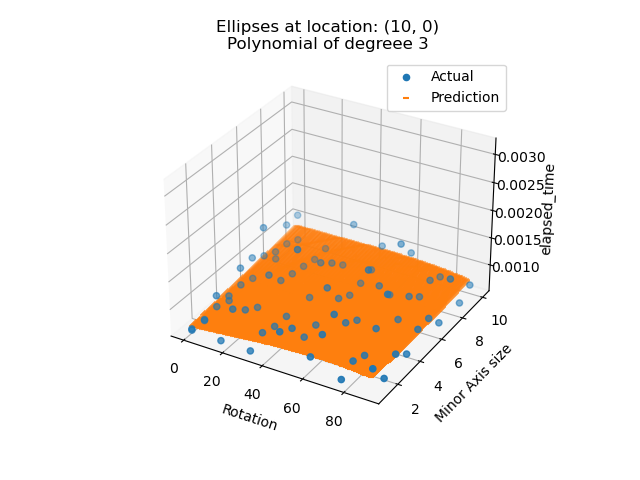 Ellipses at location: (10, 0)
Polynomial of degreee 3
Actual
Prediction
0.0030
0.0025
0.0020
0.0015
0.0010
elapsed_time
10
8
6
4
2
Minor Axis size
0
20
40
60
80
Rotation